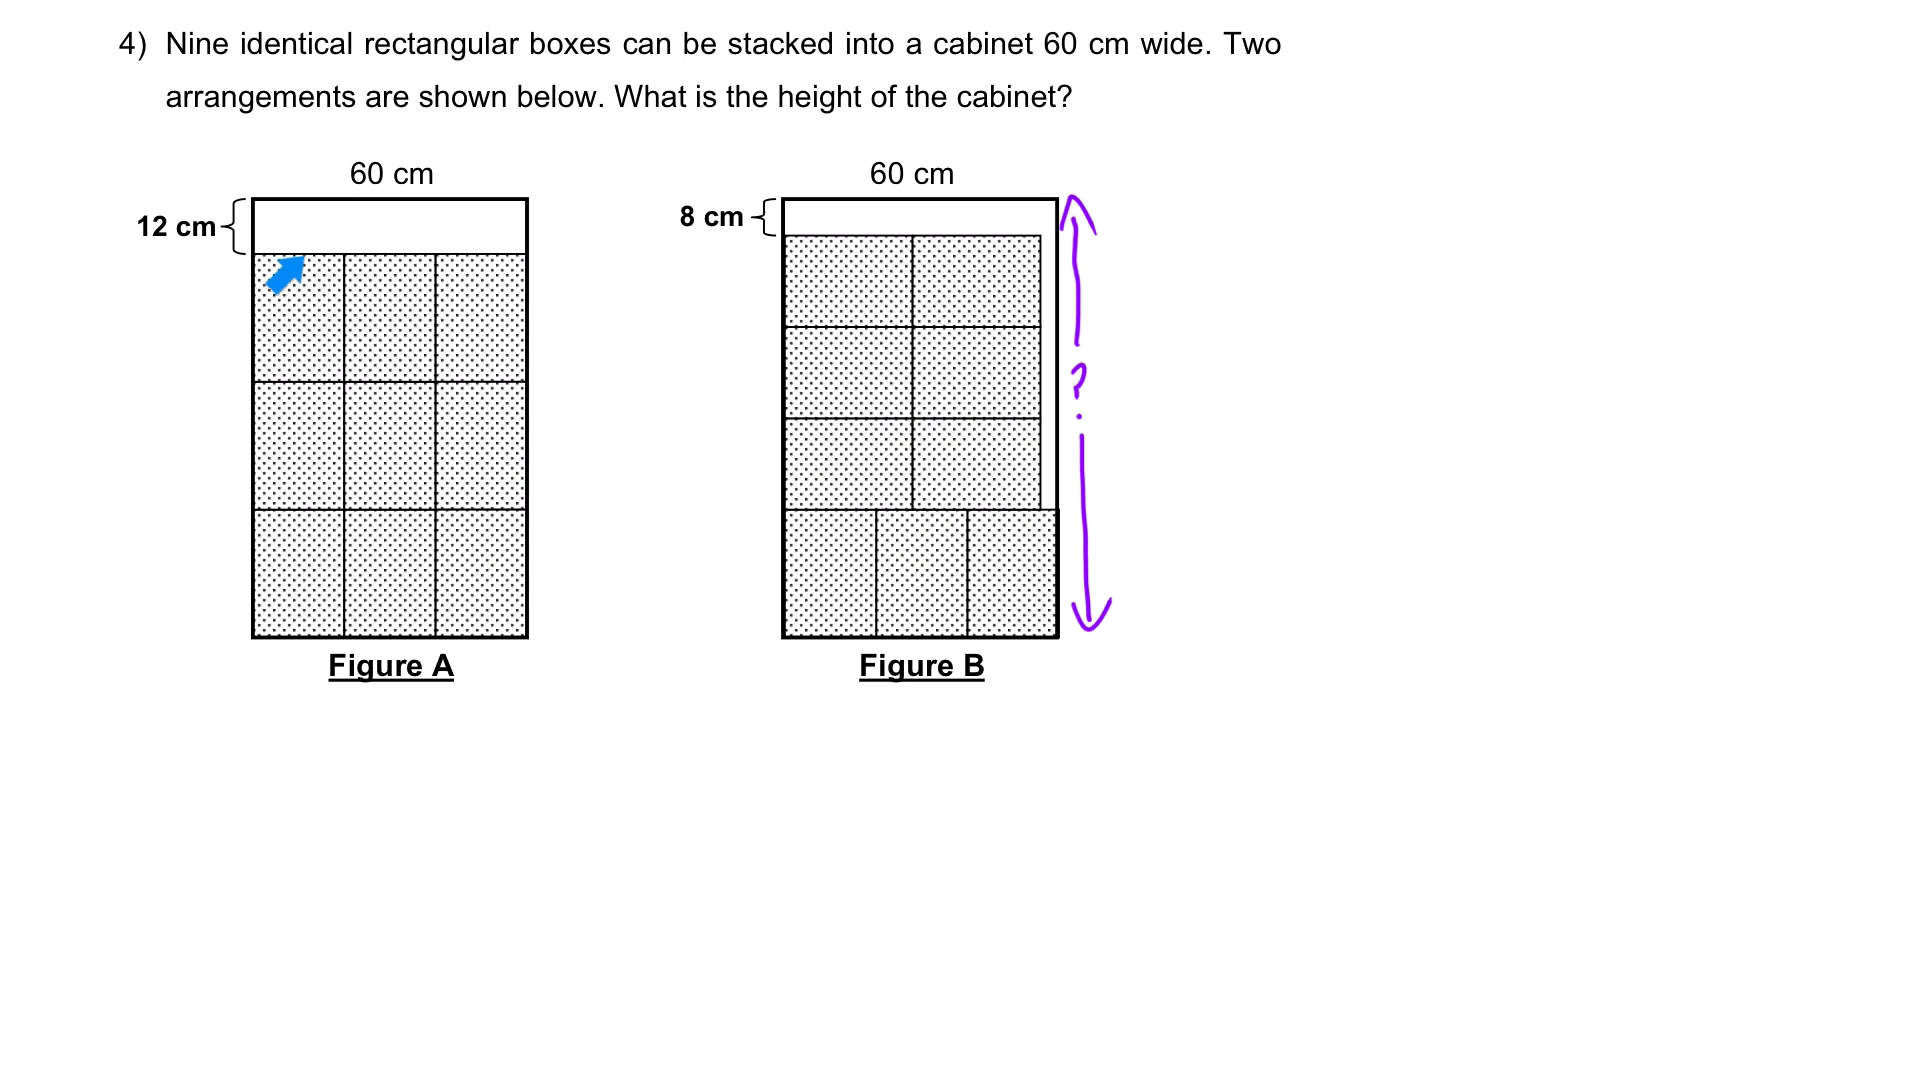 4) Nine identical rectangular boxes can be stacked into a cabinet 60 cm wide. Two
arrangements are shown below. What is the height of the cabinet?
60 cm
12 cm
Figure A
60 cm
8 cm
?
Figure B